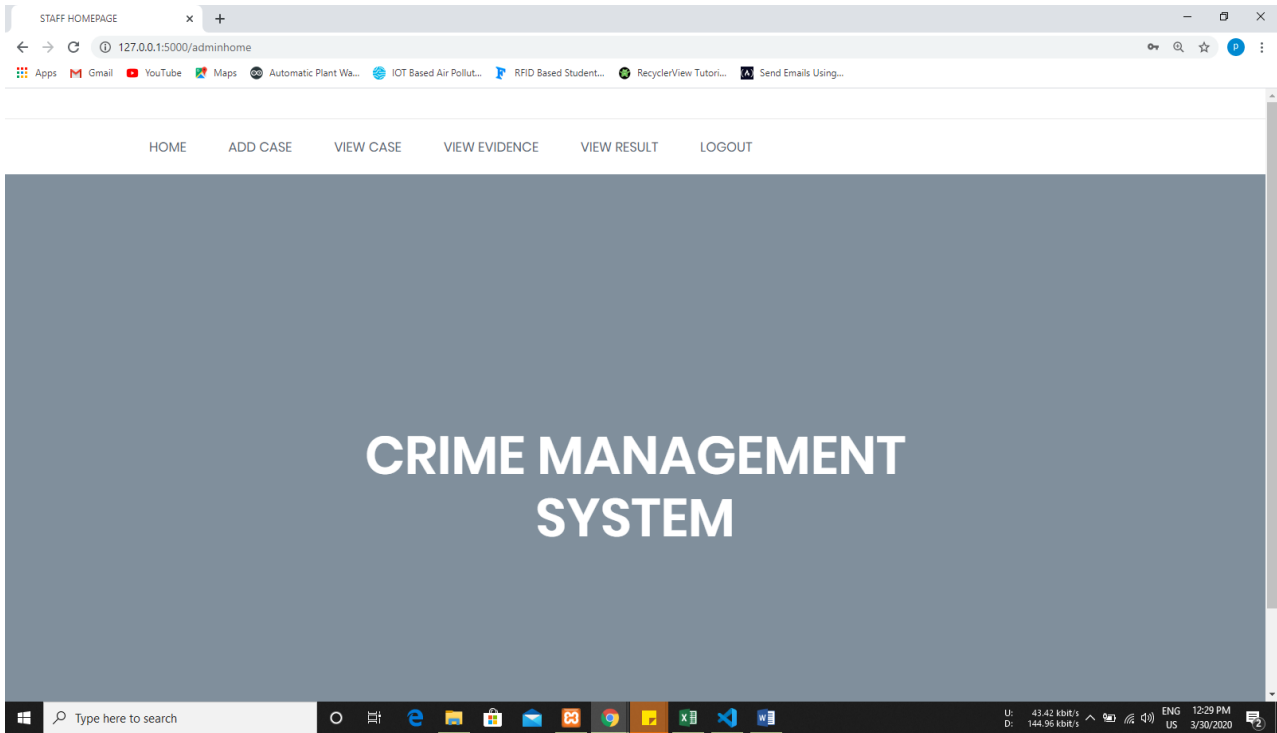 STAFF HOMEPAGE
127.0.0.1:5000/adminhome
P
Apps Gmail YouTube Maps Automatic Plant Wa... IOT Based Air Pollut... RFID Based Student... RecyclerView Tutori... Send Emails Using...
HOME ADD CASE VIEW CASE VIEW EVIDENCE VIEW RESULT LOGOUT
CRIME MANAGEMENT
SYSTEM
Type here to search
U: 43.42 kbit/s
D: 144.96 kbit/s
ENG
US
12:29 PM
3/30/2020
2